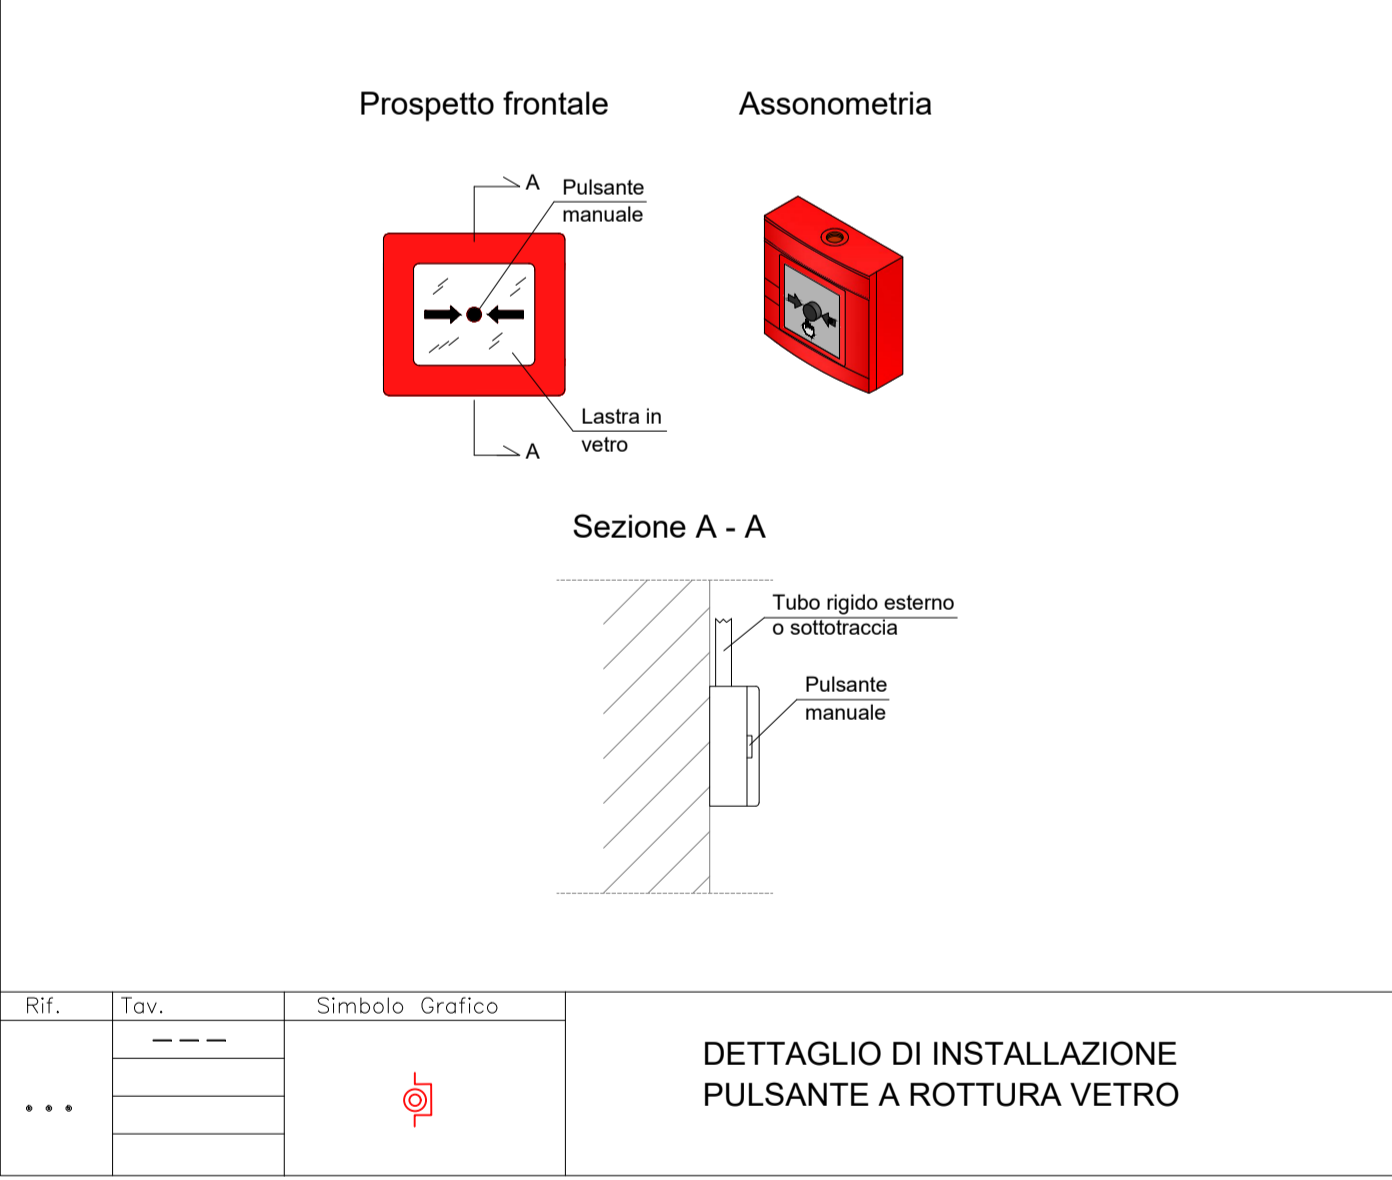 Prospetto frontale
Assonometria
A
Pulsante
manuale
Lastra in
vetro
A
Sezione A - A
Tubo rigido esterno
o sottotraccia
Pulsante
manuale
Rif.
Tav.
Simbolo Grafico
DETTAGLIO DI INSTALLAZIONE
PULSANTE A ROTTURA VETRO